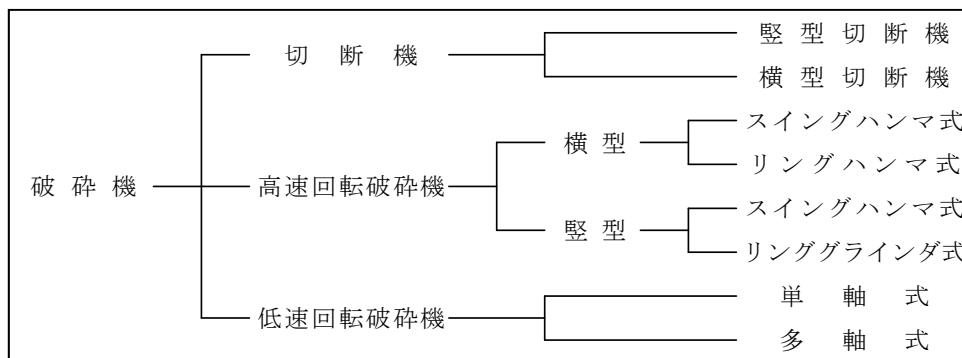 竪型切断機
切断機
横型切断機
スイングハンマ式
横型
リングハンマ式
破砕機
高速回転破砕機
スイングハンマ式
竪型
リンググラインダ式
単軸式
低速回転破砕機
多軸式